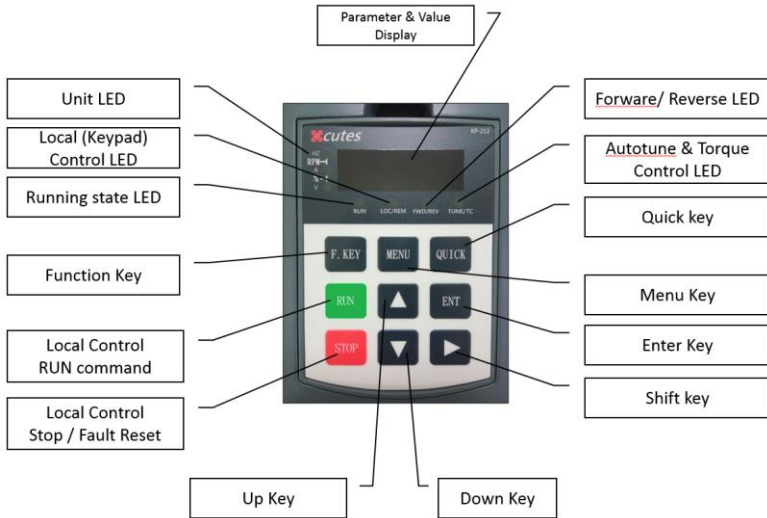 Parameter & Value
Display
Unit LED
Local (Keypad)
Control LED
Running state LED
Function Key
Local Control
RUN command
Local Control
Stop / Fault Reset
Up Key
Down Key
Forware/ Reverse LED
Autotune & Torque
Control LED
Quick key
Menu Key
Enter Key
Shift key
cutes
KP-212
HZ
RPM
A
%
V
RUN
LOC/REM
FWD/REV
TUNE/TC
F.KEY
MENU
QUICK
RUN
ENT
STOP